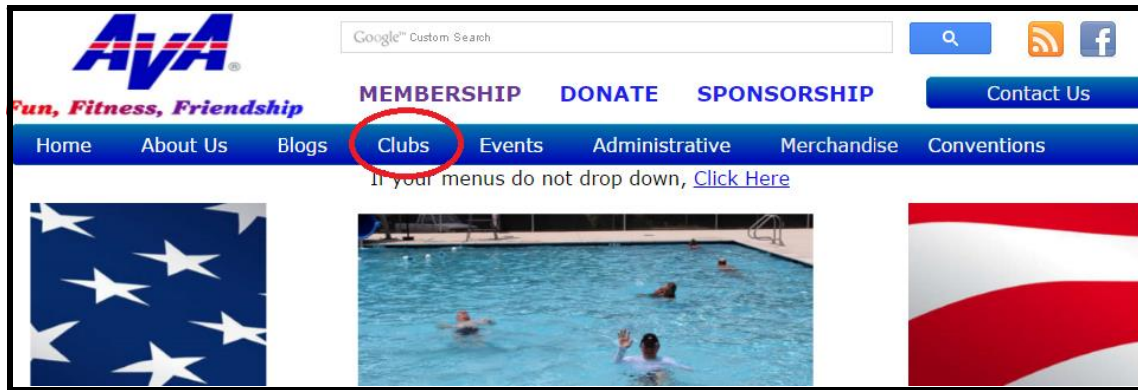 AVA®
Google™ Custom Search
Fun, Fitness, Friendship
MEMBERSHIP DONATE SPONSORSHIP Contact Us
Home About Us Blogs Clubs Events Administrative Merchandise Conventions
If your menus do not drop down, Click Here